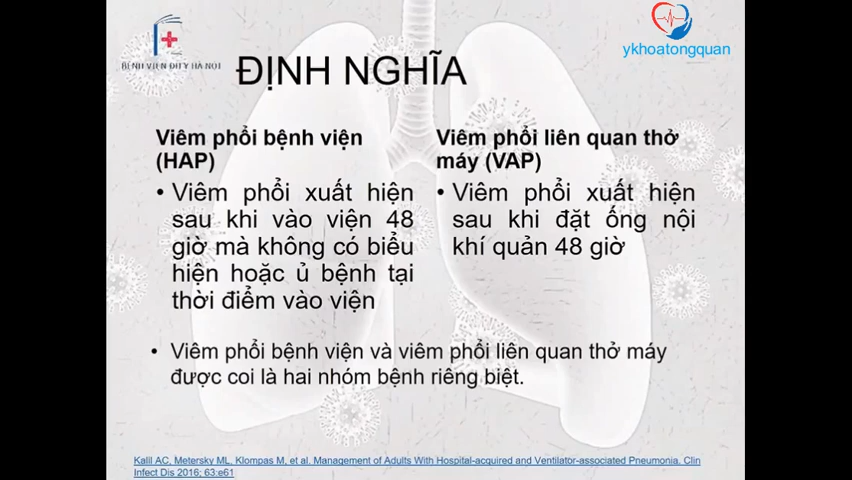 BỆNH VIỆN ĐH Y HÀ NỘI
ykhoatongquan
ĐỊNH NGHĨA
Viêm phổi bệnh viện
(HAP)
• Viêm phổi xuất hiện
sau khi vào viện 48
giờ mà không có biểu
hiện hoặc ủ bệnh tại
thời điểm vào viện
Viêm phổi liên quan thở
máy (VAP)
• Viêm phổi xuất hiện
sau khi đặt ống nội
khí quản 48 giờ
• Viêm phổi bệnh viện và viêm phổi liên quan thở máy
được coi là hai nhóm bệnh riêng biệt.
Kalil AC, Metersky ML, Klompas M, et al. Management of Adults With Hospital-acquired and Ventilator-associated Pneumonia. Clin
Infect Dis 2016; 63:e61